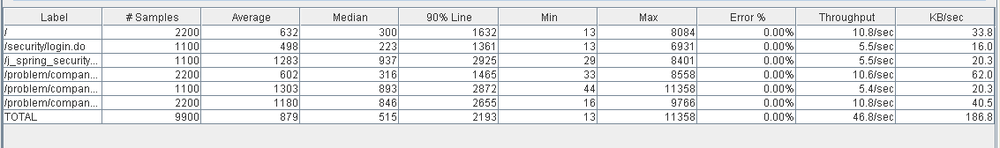 Label # Samples Average Median 90% Line Min Max Error % Throughput KB/sec
/ 2200 632 300 1632 13 8084 0.00% 10.8/sec 33.8
/security/login.do 1100 498 223 1361 13 6931 0.00% 5.5/sec 16.0
/j_spring_security... 1100 1283 937 2925 29 8401 0.00% 5.5/sec 20.3
/problem/compan... 2200 602 316 1465 33 8558 0.00% 10.6/sec 62.0
/problem/compan... 1100 1303 893 2872 44 11358 0.00% 5.4/sec 20.3
/problem/compan... 2200 1180 846 2655 16 9766 0.00% 10.8/sec 40.5
TOTAL 9900 879 515 2193 13 11358 0.00% 46.8/sec 186.8